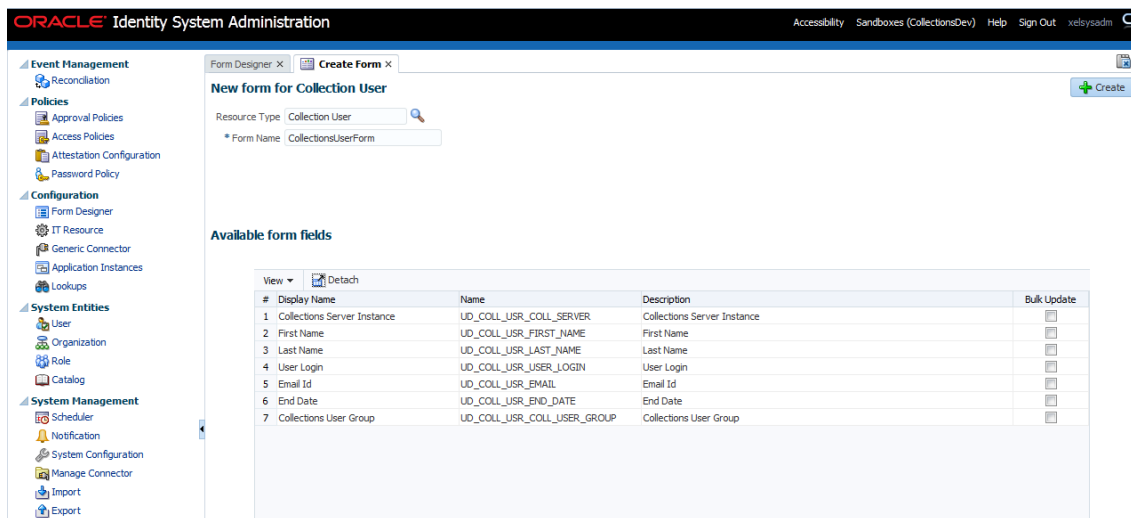 ORACLE Identity System Administration
Accessibility Sandboxes (CollectionsDev) Help Sign Out xelsysadm
Event Management
Reconciliation
Policies
Approval Policies
Access Policies
Attestation Configuration
Password Policy
Configuration
Form Designer
IT Resource
Generic Connector
Application Instances
Lookups
System Entities
User
Organization
Role
Catalog
System Management
Scheduler
Notification
System Configuration
Manage Connector
Import
Export
Form Designer Create Form
New form for Collection User
Create
Resource Type Collection User
* Form Name CollectionsUserForm
Available form fields
View Detach
# Display Name Name Description Bulk Update
1 Collections Server Instance UD_COLL_USR_COLL_SERVER Collections Server Instance
2 First Name UD_COLL_USR_FIRST_NAME First Name
3 Last Name UD_COLL_USR_LAST_NAME Last Name
4 User Login UD_COLL_USR_USER_LOGIN User Login
5 Email Id UD_COLL_USR_EMAIL Email Id
6 End Date UD_COLL_USR_END_DATE End Date
7 Collections User Group UD_COLL_USR_COLL_USER_GROUP Collections User Group